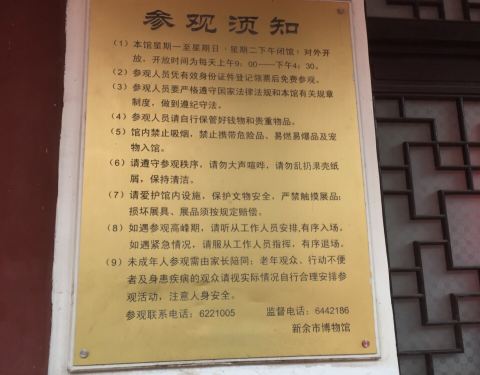 参观须知
(1)本馆星期一至星期日(星期二下午闭馆)对外
开放，开放时间为每天上午9：00——下午4：30。
(2)参观人员凭有效身份证件登记领票后免费参观。
(3)参观人员要严格遵守国家法律法规和本馆有关规章
制度，做到遵纪守法。
(4)参观人员请自行保管好钱物和贵重物品。
(5)馆内禁止吸烟，禁止携带危险品、易燃易爆品及宠
物入馆。
(6)请遵守参观秩序，请勿大声喧哗，请勿乱扔果壳纸
屑，保持清洁。
(7)请爱护馆内设施，保护文物安全，严禁触摸展品；
损坏展具、展品须按规定赔偿。
(8)如遇参观高峰期，请听从工作人员安排,有序入场，
如遇紧急情况，请服从工作人员指挥，有序退场。
(9)未成年人参观需由家长陪同；老年观众、行动不便
者及身患疾病的观众请视实际情况自行合理安排参
观活动，注意人身安全。
参观联系电话：6221005 监督电话：6442186
新余市博物馆